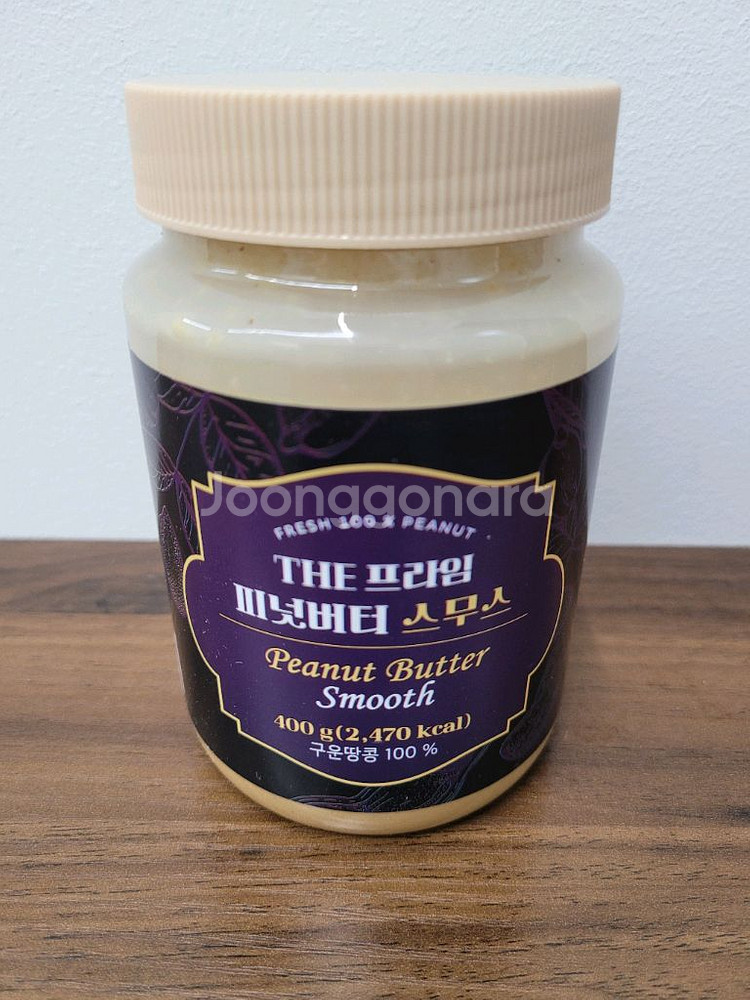 Joonggonara
FRESH 100 % PEANUT
THE 프라임
피넛버터 스무스
Peanut Butter
Smooth
400 g(2,470 kcal)
구운땅콩 100 %